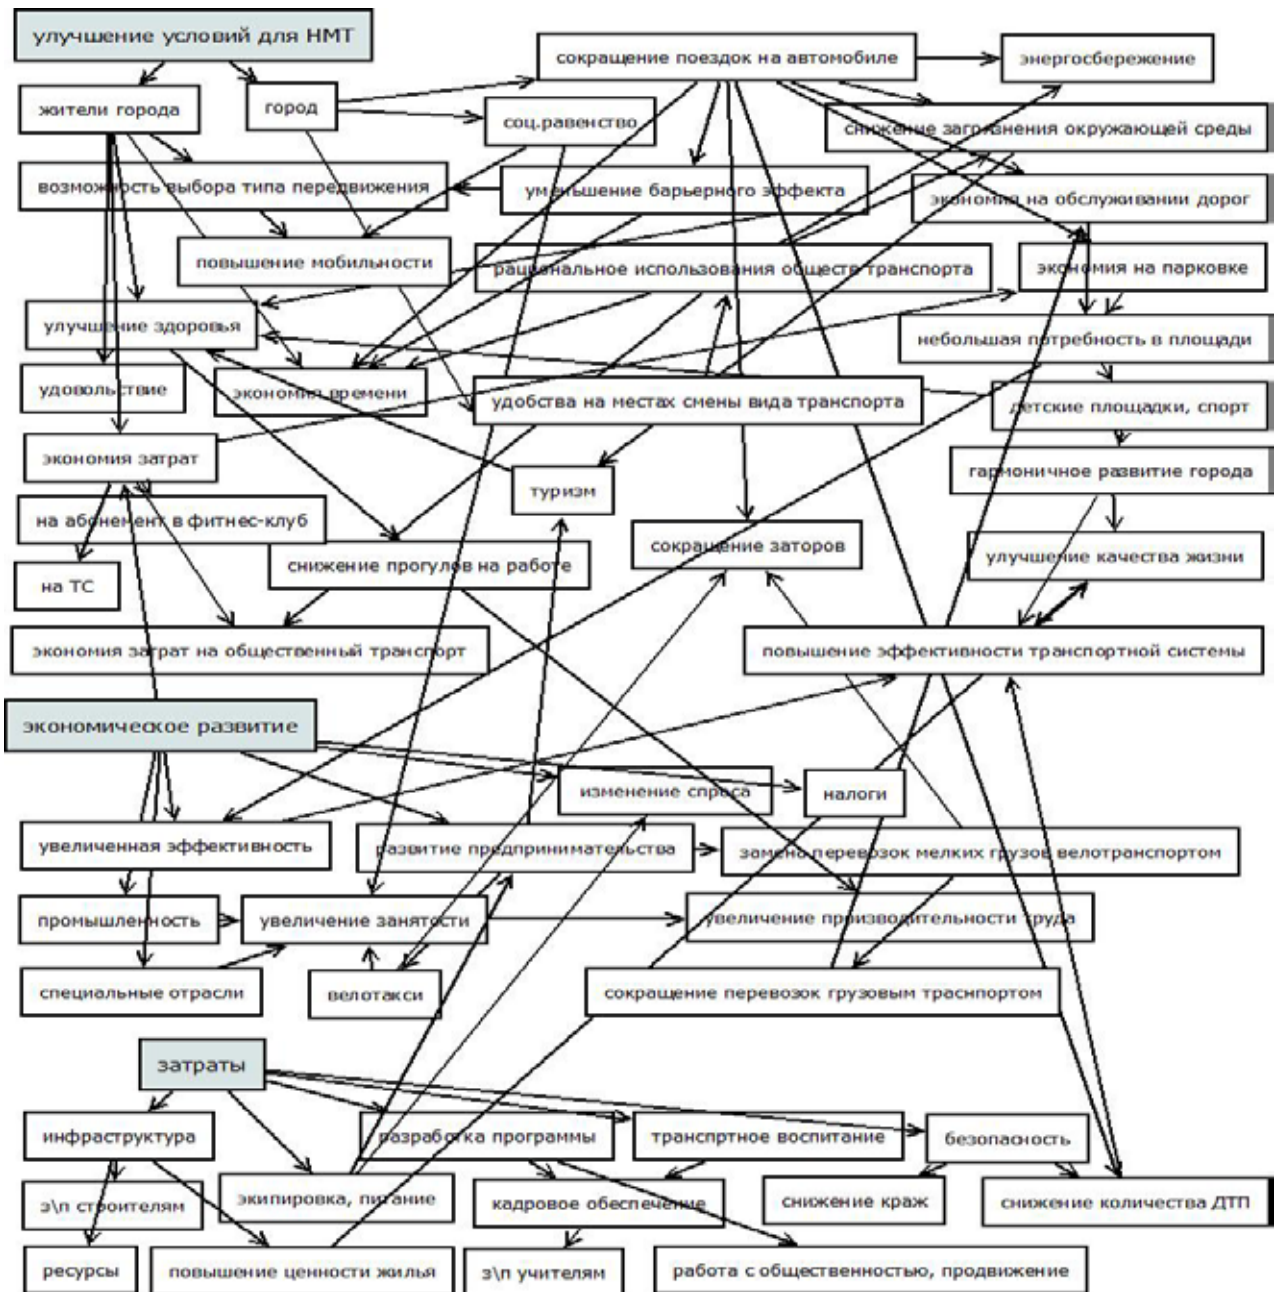 улучшение условий для НМТ
сокращение поездок на автомобиле
энергосбережение
жители города
город
соц.равенство
снижение загрязнения окружающей среды
возможность выбора типа передвижения
уменьшение барьерного эффекта
экономия на обслуживании дорог
повышение мобильности
рациональное использования обществ транспорта
экономия на парковке
улучшение здоровья
небольшая потребность в площади
удовольствие
экономия времени
удобства на местах смены вида транспорта
детские площадки, спорт
экономия затрат
гармоничное развитие города
туризм
на абонемент в фитнес-клуб
сокращение заторов
улучшение качества жизни
снижение прогулов на работе
на ТС
экономия затрат на общественный транспорт
повышение эффективности транспортной системы
экономическое развитие
изменение спроса
налоги
увеличенная эффективность
развитие предпринимательства
замена перевозок мелких грузов велотранспортом
промышленность
увеличение занятости
увеличение производительности труда
специальные отрасли
велотакси
сокращение перевозок грузовым траснпортом
затраты
инфраструктура
разработка программы
транспртное воспитание
безопасность
з\п строителям
экипировка, питание
кадровое обеспечение
снижение краж
снижение количества ДТП
ресурсы
повышение ценности жилья
з\п учителям
работа с общественностью, продвижение